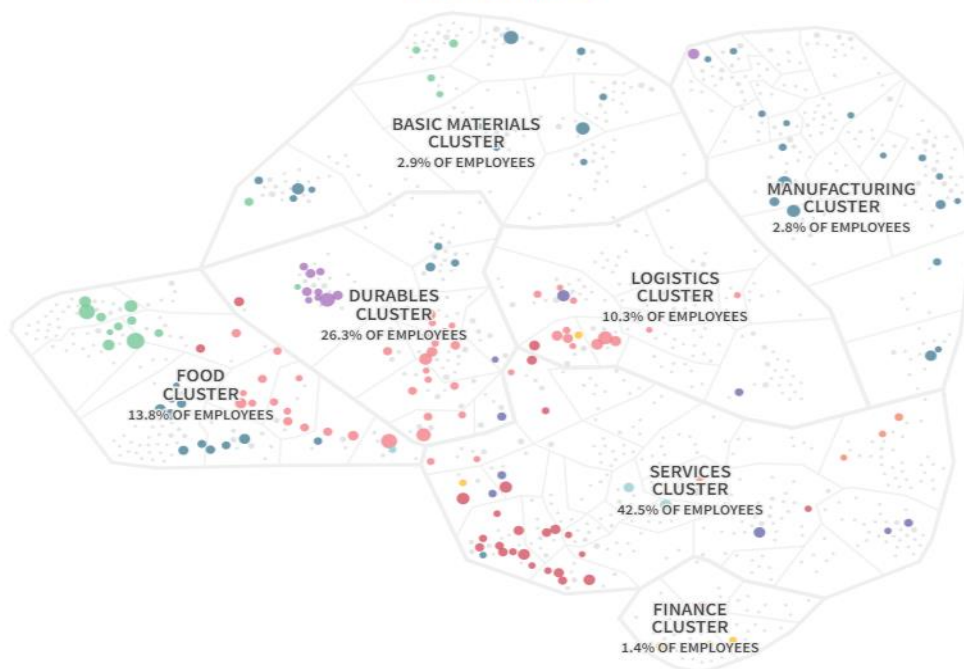 BASIC MATERIALS
CLUSTER
2.9% OF EMPLOYEES
MANUFACTURING
CLUSTER
2.8% OF EMPLOYEES
DURABLES
CLUSTER
26.3% OF EMPLOYEES
LOGISTICS
CLUSTER
10.3% OF EMPLOYEES
FOOD
CLUSTER
13.8% OF EMPLOYEES
SERVICES
CLUSTER
42.5% OF EMPLOYEES
FINANCE
CLUSTER
1.4% OF EMPLOYEES